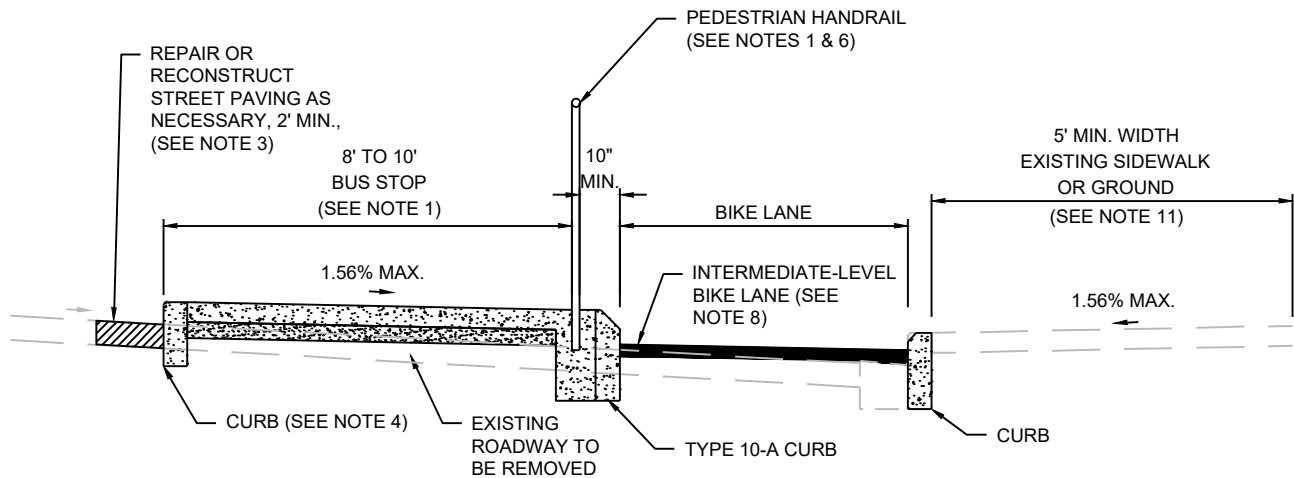 PEDESTRIAN HANDRAIL
(SEE NOTES 1 & 6)
REPAIR OR
RECONSTRUCT
STREET PAVING AS
NECESSARY, 2' MIN.,
(SEE NOTE 3)
8' TO 10'
BUS STOP
(SEE NOTE 1)
10"
MIN.
BIKE LANE
5' MIN. WIDTH
EXISTING SIDEWALK
OR GROUND
(SEE NOTE 11)
1.56% MAX.
INTERMEDIATE-LEVEL
BIKE LANE (SEE
NOTE 8)
1.56% MAX.
CURB (SEE NOTE 4)
EXISTING
ROADWAY TO
BE REMOVED
TYPE 10-A CURB
CURB